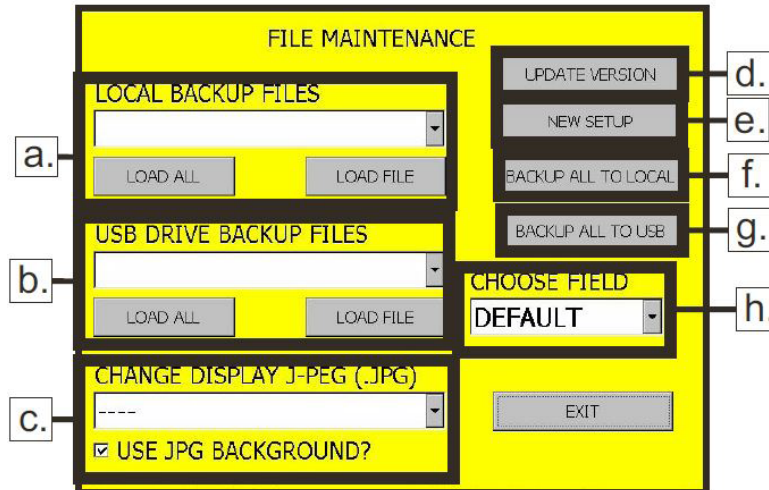 FILE MAINTENANCE
a.
LOCAL BACKUP FILES
LOAD ALL LOAD FILE
b.
USB DRIVE BACKUP FILES
LOAD ALL LOAD FILE
c.
CHANGE DISPLAY J-PEG (.JPG)
----
USE JPG BACKGROUND?
UPDATE VERSION
d.
NEW SETUP
e.
BACKUP ALL TO LOCAL
f.
BACKUP ALL TO USB
g.
CHOOSE FIELD
DEFAULT
h.
EXIT